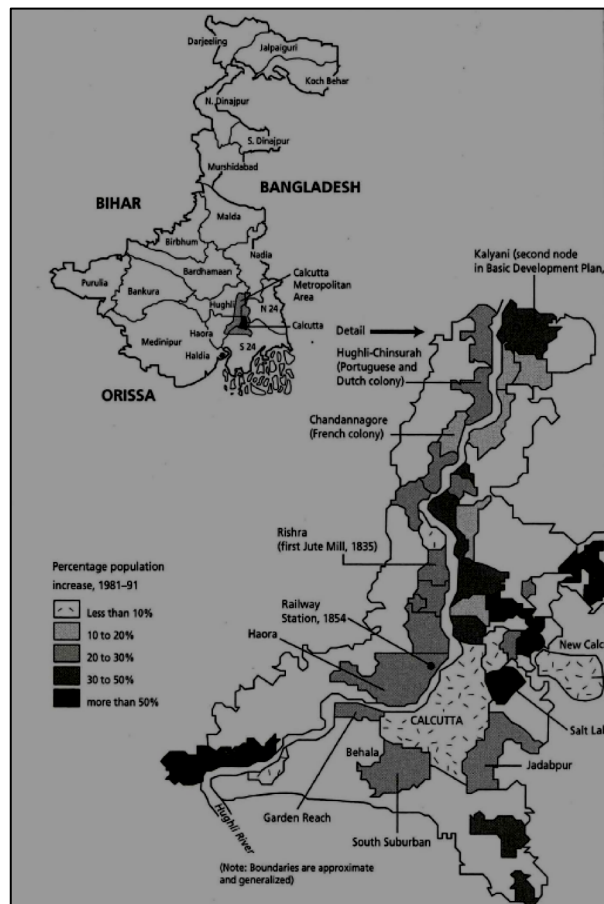 Darjeeling
Jalpaiguri
Koch Behar
N. Dinajpur
S. Dinajpur
Murshidabad
BANGLADESH
BIHAR
Malda
Birbhum
Nadia
Bardhamaan
Purulia
Bankura
Hughli
N 24
Calcutta
Metropolitan
Area
Haora
Calcutta
Medinipur
S 24
Haldia
ORISSA
Kalyani (second node
in Basic Development Plan,
Detail
Hughli-Chinsurah
(Portuguese and
Dutch colony)
Chandannagore
(French colony)
Rishra
(first Jute Mill, 1835)
Percentage population
increase, 1981–91
Less than 10%
10 to 20%
20 to 30%
30 to 50%
more than 50%
Railway
Station, 1854
Haora
New Calc
CALCUTTA
Salt Lak
Behala
Jadabpur
Garden Reach
South Suburban
Hughli River
(Note: Boundaries are approximate
and generalized)